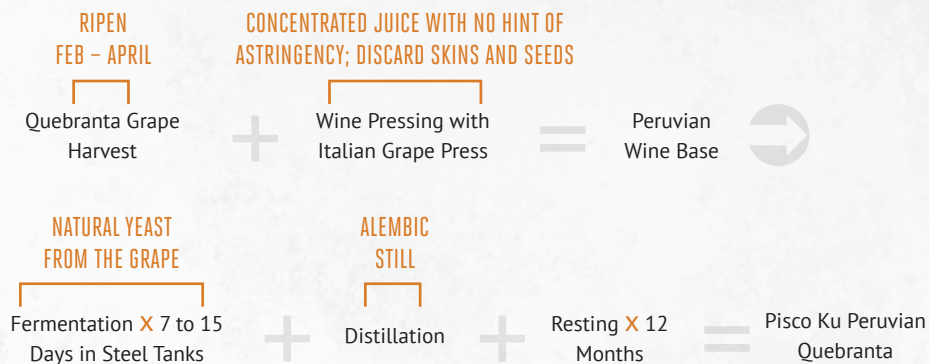 RIPEN
FEB – APRIL
CONCENTRATED JUICE WITH NO HINT OF
ASTRINGENCY; DISCARD SKINS AND SEEDS
Quebranta Grape
Harvest
+
Wine Pressing with
Italian Grape Press
=
Peruvian
Wine Base
NATURAL YEAST
FROM THE GRAPE
ALEMBIC
STILL
Fermentation X 7 to 15
Days in Steel Tanks
+
Distillation
+
Resting X 12
Months
=
Pisco Ku Peruvian
Quebranta